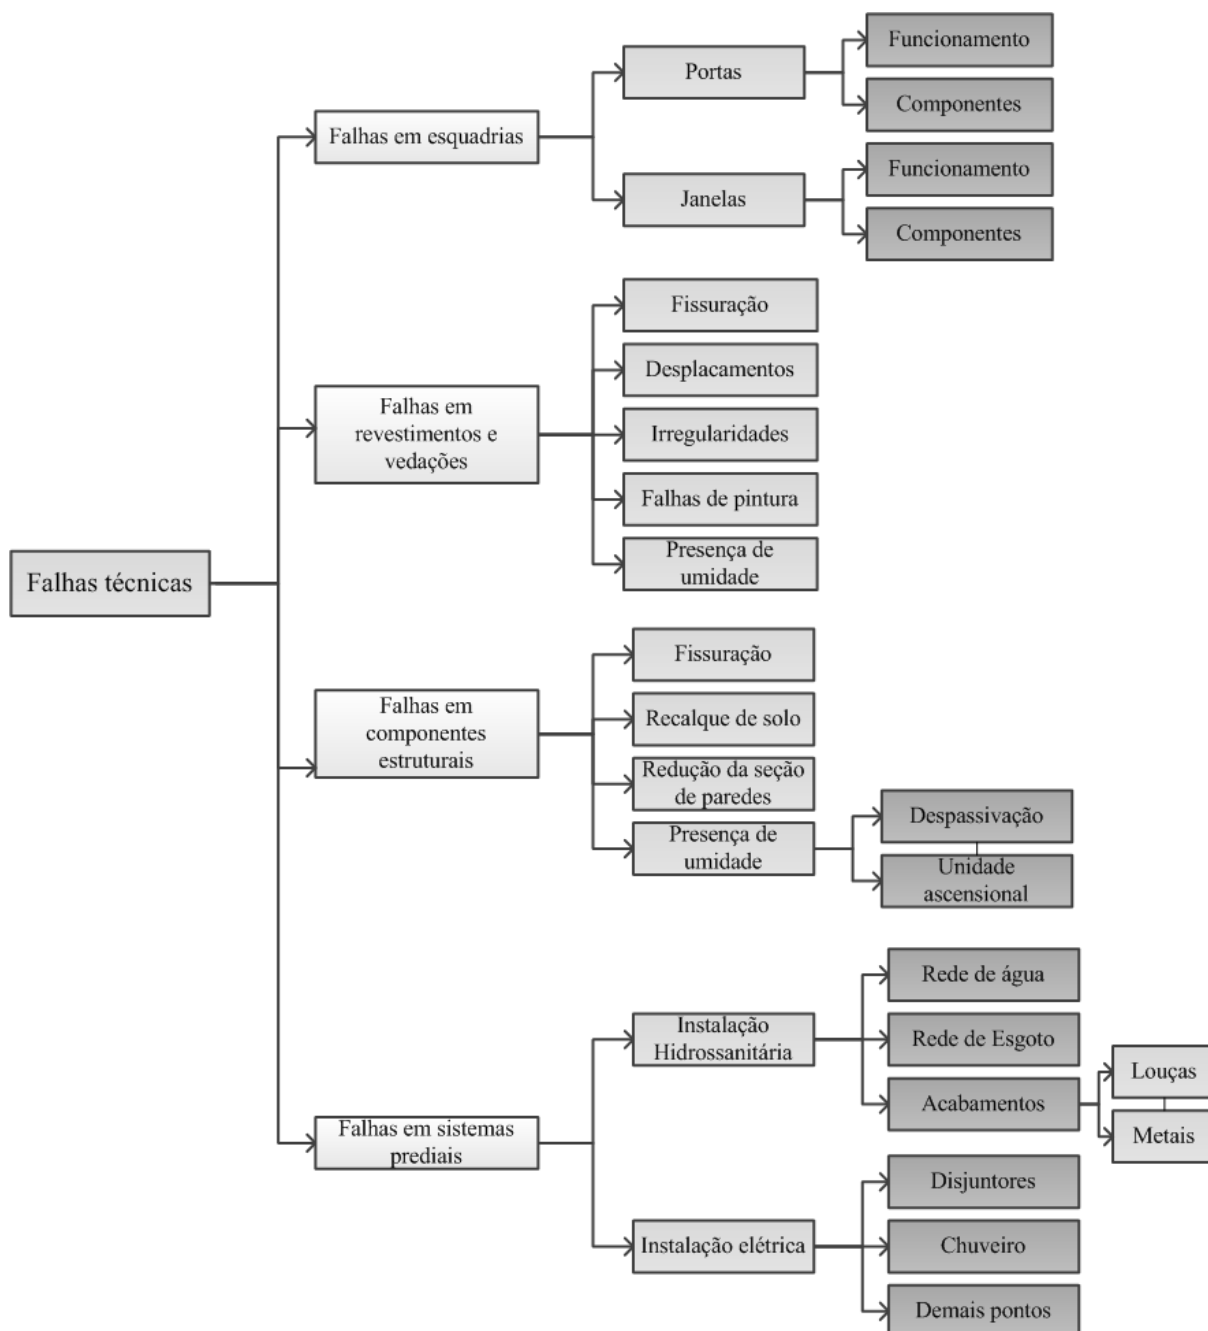 Falhas técnicas
Falhas em esquadrias
Portas
Funcionamento
Componentes
Janelas
Funcionamento
Componentes
Falhas em
revestimentos e
vedações
Fissuração
Desplacamentos
Irregularidades
Falhas de pintura
Presença de
umidade
Falhas em
componentes
estruturais
Fissuração
Recalque de solo
Redução da seção
de paredes
Presença de
umidade
Despassivação
Unidade
ascensional
Falhas em sistemas
prediais
Instalação
Hidrossanitária
Rede de água
Rede de Esgoto
Acabamentos
Louças
Metais
Instalação elétrica
Disjuntores
Chuveiro
Demais pontos